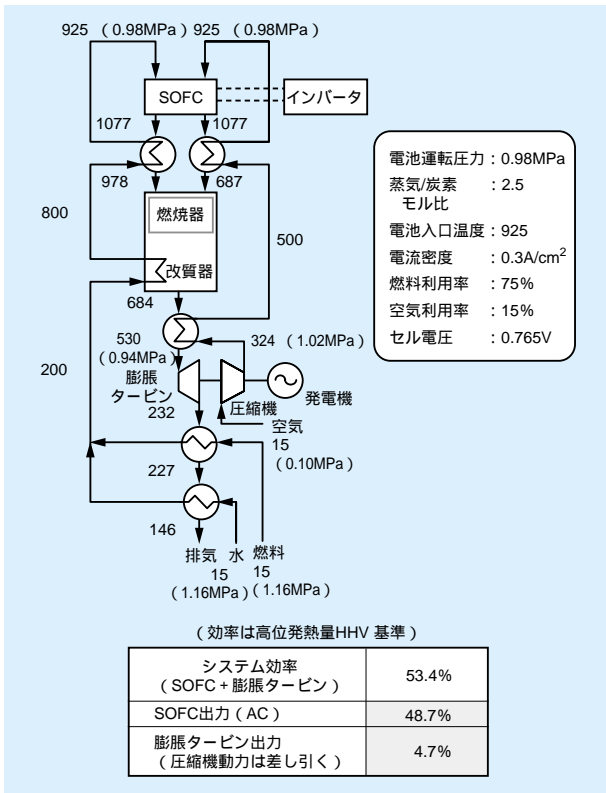 925 （0.98MPa） 925 （0.98MPa）
SOFC
インバータ
1077
1077
978
687
800
燃焼器
500
改質器
684
530
（0.94MPa）
324 （1.02MPa）
膨脹
タービン
200
232
圧縮機
発電機
空気
15
（0.10MPa）
227
146
排気 水 燃料
15 15
（1.16MPa）（1.16MPa）
電池運転圧力：0.98MPa
蒸気/炭素 ：2.5
モル比
電池入口温度：925
電流密度 ：0.3A/cm²
燃料利用率 ：75%
空気利用率 ：15%
セル電圧 ：0.765V
（効率は高位発熱量HHV 基準）
システム効率
（SOFC＋膨脹タービン）
53.4%
SOFC出力（AC） 48.7%
膨脹タービン出力
（圧縮機動力は差し引く）
4.7%